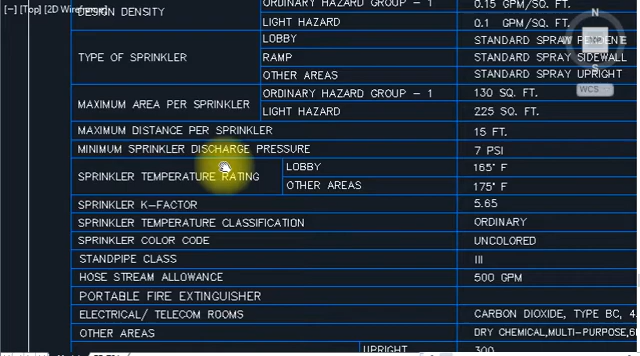 [−] [Top] [2D Wireframe]
ORDINARY HAZARD GROUP - 1 0.15 GPM/SQ. FT.
DESIGN DENSITY
LIGHT HAZARD 0.1 GPM/SQ. FT.
N
LOBBY STANDARD SPRAY PENDENT
W TOP E
TYPE OF SPRINKLER RAMP STANDARD SPRAY SIDEWALL
S
OTHER AREAS STANDARD SPRAY UPRIGHT
WCS
ORDINARY HAZARD GROUP - 1 130 SQ. FT.
MAXIMUM AREA PER SPRINKLER
LIGHT HAZARD 225 SQ. FT.
MAXIMUM DISTANCE PER SPRINKLER 15 FT.
MINIMUM SPRINKLER DISCHARGE PRESSURE 7 PSI
LOBBY 165° F
SPRINKLER TEMPERATURE RATING
OTHER AREAS 175° F
SPRINKLER K-FACTOR 5.65
SPRINKLER TEMPERATURE CLASSIFICATION ORDINARY
SPRINKLER COLOR CODE UNCOLORED
STANDPIPE CLASS III
HOSE STREAM ALLOWANCE 500 GPM
PORTABLE FIRE EXTINGUISHER
ELECTRICAL/ TELECOM ROOMS CARBON DIOXIDE, TYPE BC, 4
OTHER AREAS DRY CHEMICAL,MULTI-PURPOSE,6
UPRIGHT 300